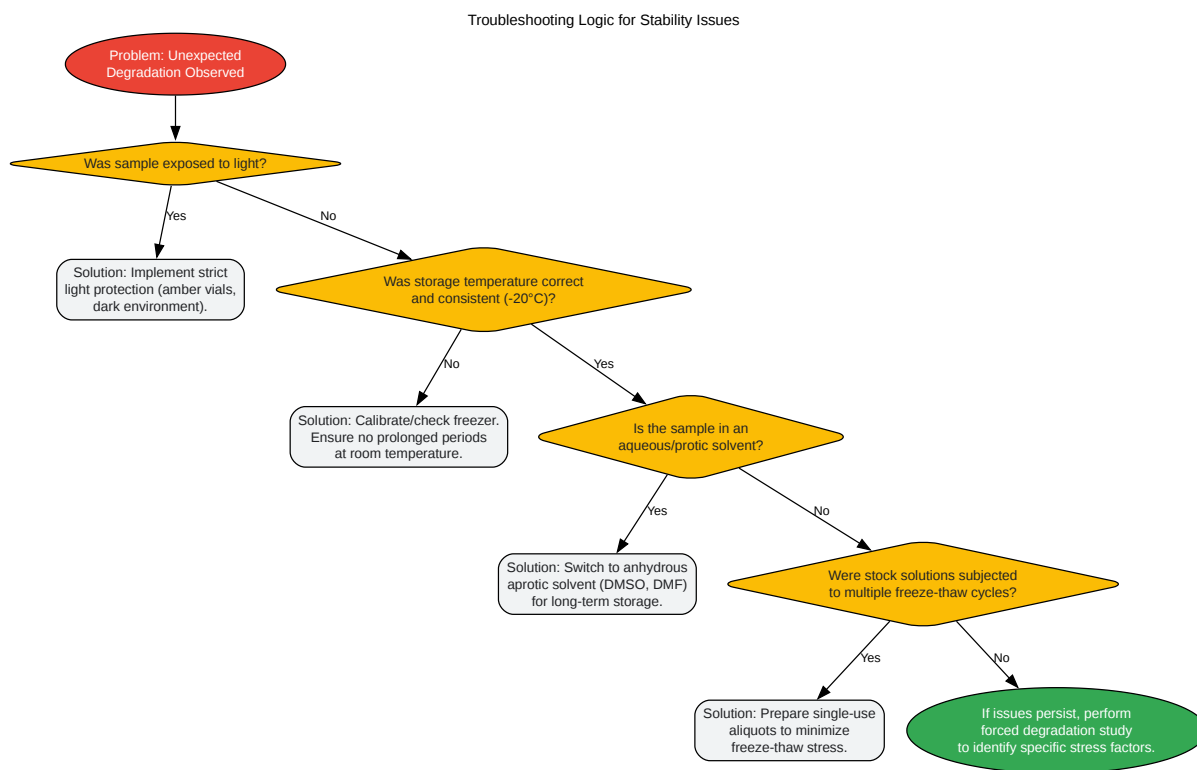 Troubleshooting Logic for Stability Issues
Problem: Unexpected
Degradation Observed
Was sample exposed to light?
Yes
No
Solution: Implement strict
light protection (amber vials,
dark environment).
Was storage temperature correct
and consistent (-20°C)?
No
Yes
Solution: Calibrate/check freezer.
Ensure no prolonged periods
at room temperature.
Is the sample in an
aqueous/protic solvent?
Yes
No
Solution: Switch to anhydrous
aprotic solvent (DMSO, DMF)
for long-term storage.
Were stock solutions subjected
to multiple freeze-thaw cycles?
Yes
No
Solution: Prepare single-use
aliquots to minimize
freeze-thaw stress.
If issues persist, perform
forced degradation study
to identify specific stress factors.